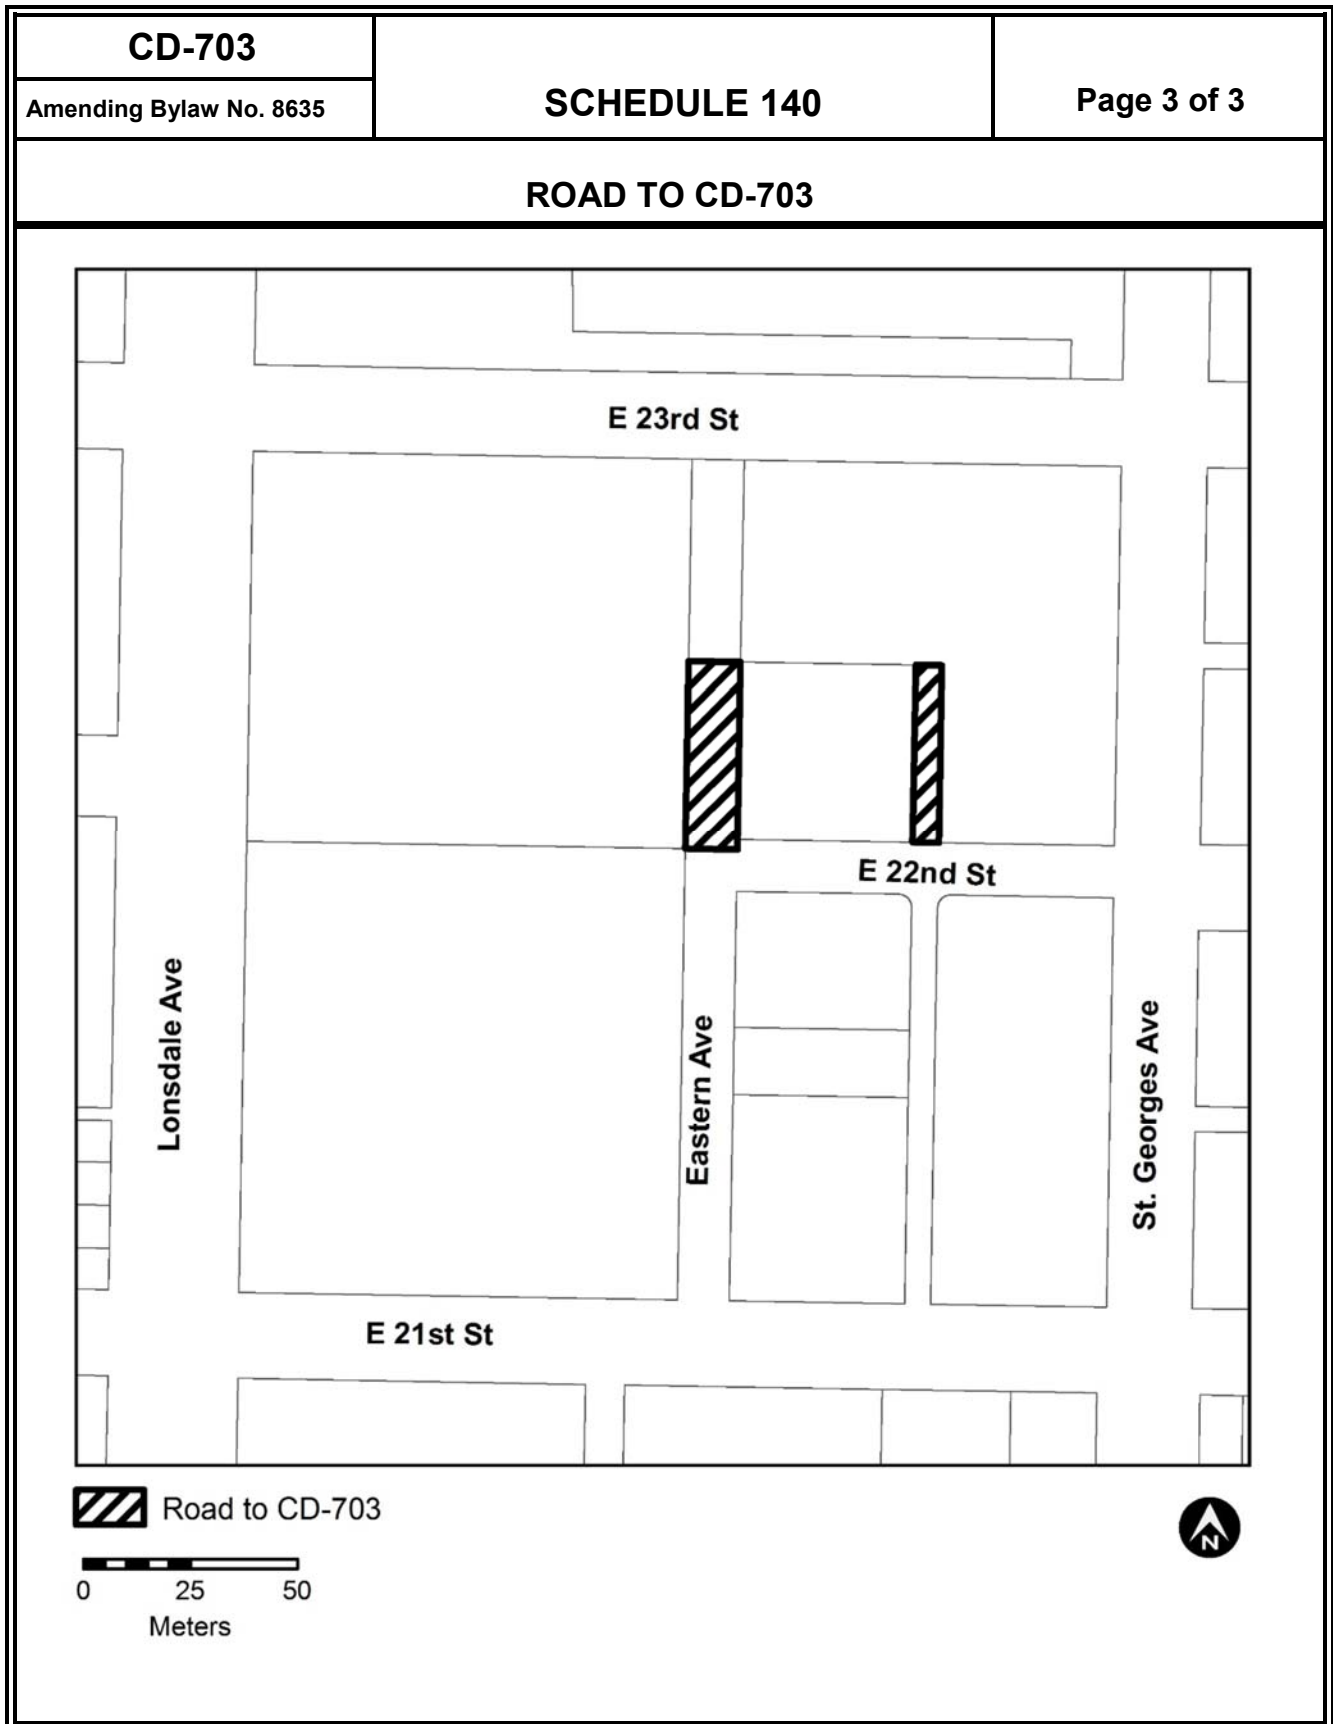 CD-703
Amending Bylaw No. 8635
SCHEDULE 140
Page 3 of 3
ROAD TO CD-703
E 23rd St
E 22nd St
Lonsdale Ave
Eastern Ave
St. Georges Ave
E 21st St
Road to CD-703
0 25 50
Meters
N